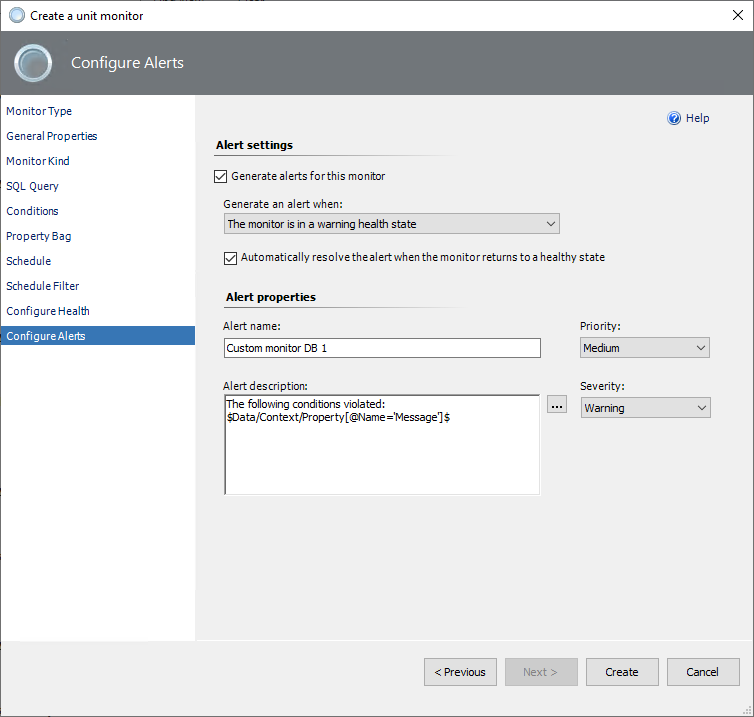 Create a unit monitor
Configure Alerts
Monitor Type
General Properties
Monitor Kind
SQL Query
Conditions
Property Bag
Schedule
Schedule Filter
Configure Health
Configure Alerts
Help
Alert settings
Generate alerts for this monitor
Generate an alert when:
The monitor is in a warning health state
Automatically resolve the alert when the monitor returns to a healthy state
Alert properties
Alert name:
Custom monitor DB 1
Priority:
Medium
Alert description:
The following conditions violated:
$Data/Context/Property[@Name='Message']$
...
Severity:
Warning
< Previous
Next >
Create
Cancel